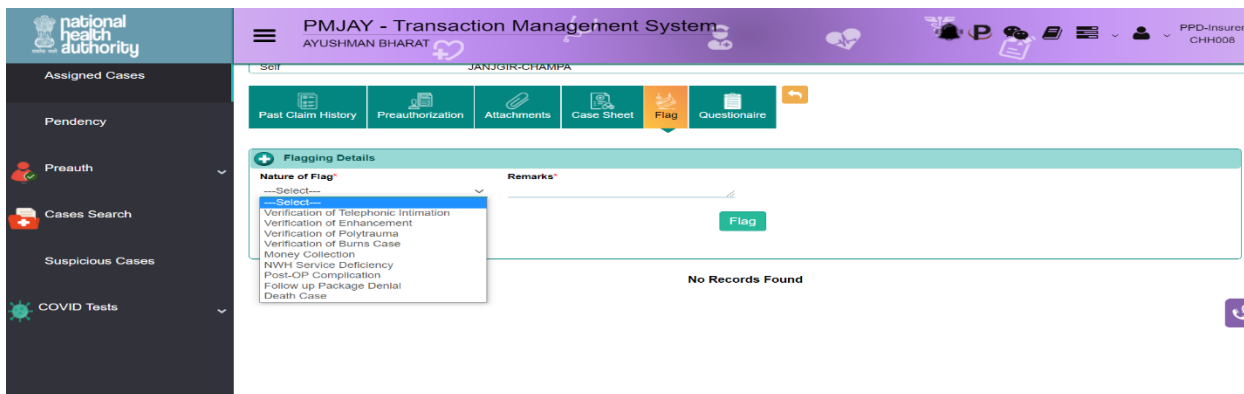 national
health
authority
PMJAY - Transaction Management System
AYUSHMAN BHARAT
PPD-Insurer
CHH008
Assigned Cases
Pendency
Preauth
Cases Search
Suspicious Cases
COVID Tests
Self JANJGIR-CHAMPA
Past Claim History Preauthorization Attachments Case Sheet Flag Questionaire
Flagging Details
Nature of Flag* Remarks*
---Select---
---Select---
Verification of Telephonic Intimation
Verification of Enhancement
Verification of Polytrauma
Verification of Burns Case
Money Collection
NWH Service Deficiency
Post-OP Complication
Follow up Package Denial
Death Case
Flag
No Records Found